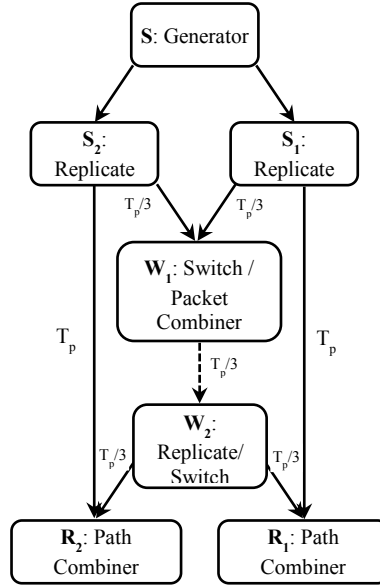 S: Generator
S2:
Replicate
S1:
Replicate
Tp/3
Tp/3
W1: Switch /
Packet
Combiner
Tp
Tp
Tp/3
W2:
Replicate/
Switch
Tp/3
Tp/3
R2: Path
Combiner
R1: Path
Combiner